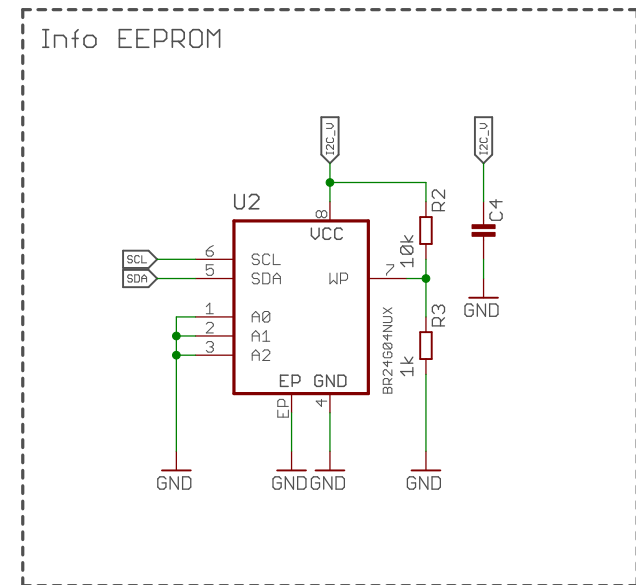 Info EEPROM
I2C_V
I2C_V
U2
8
VCC
R2
10k
C4
GND
SCL
6
SCL
SDA
5
SDA
WP
7
1
A0
2
A1
3
A2
R3
1k
BR24G04NUX
EP
GND
EP
4
GND
GND
GND
GND